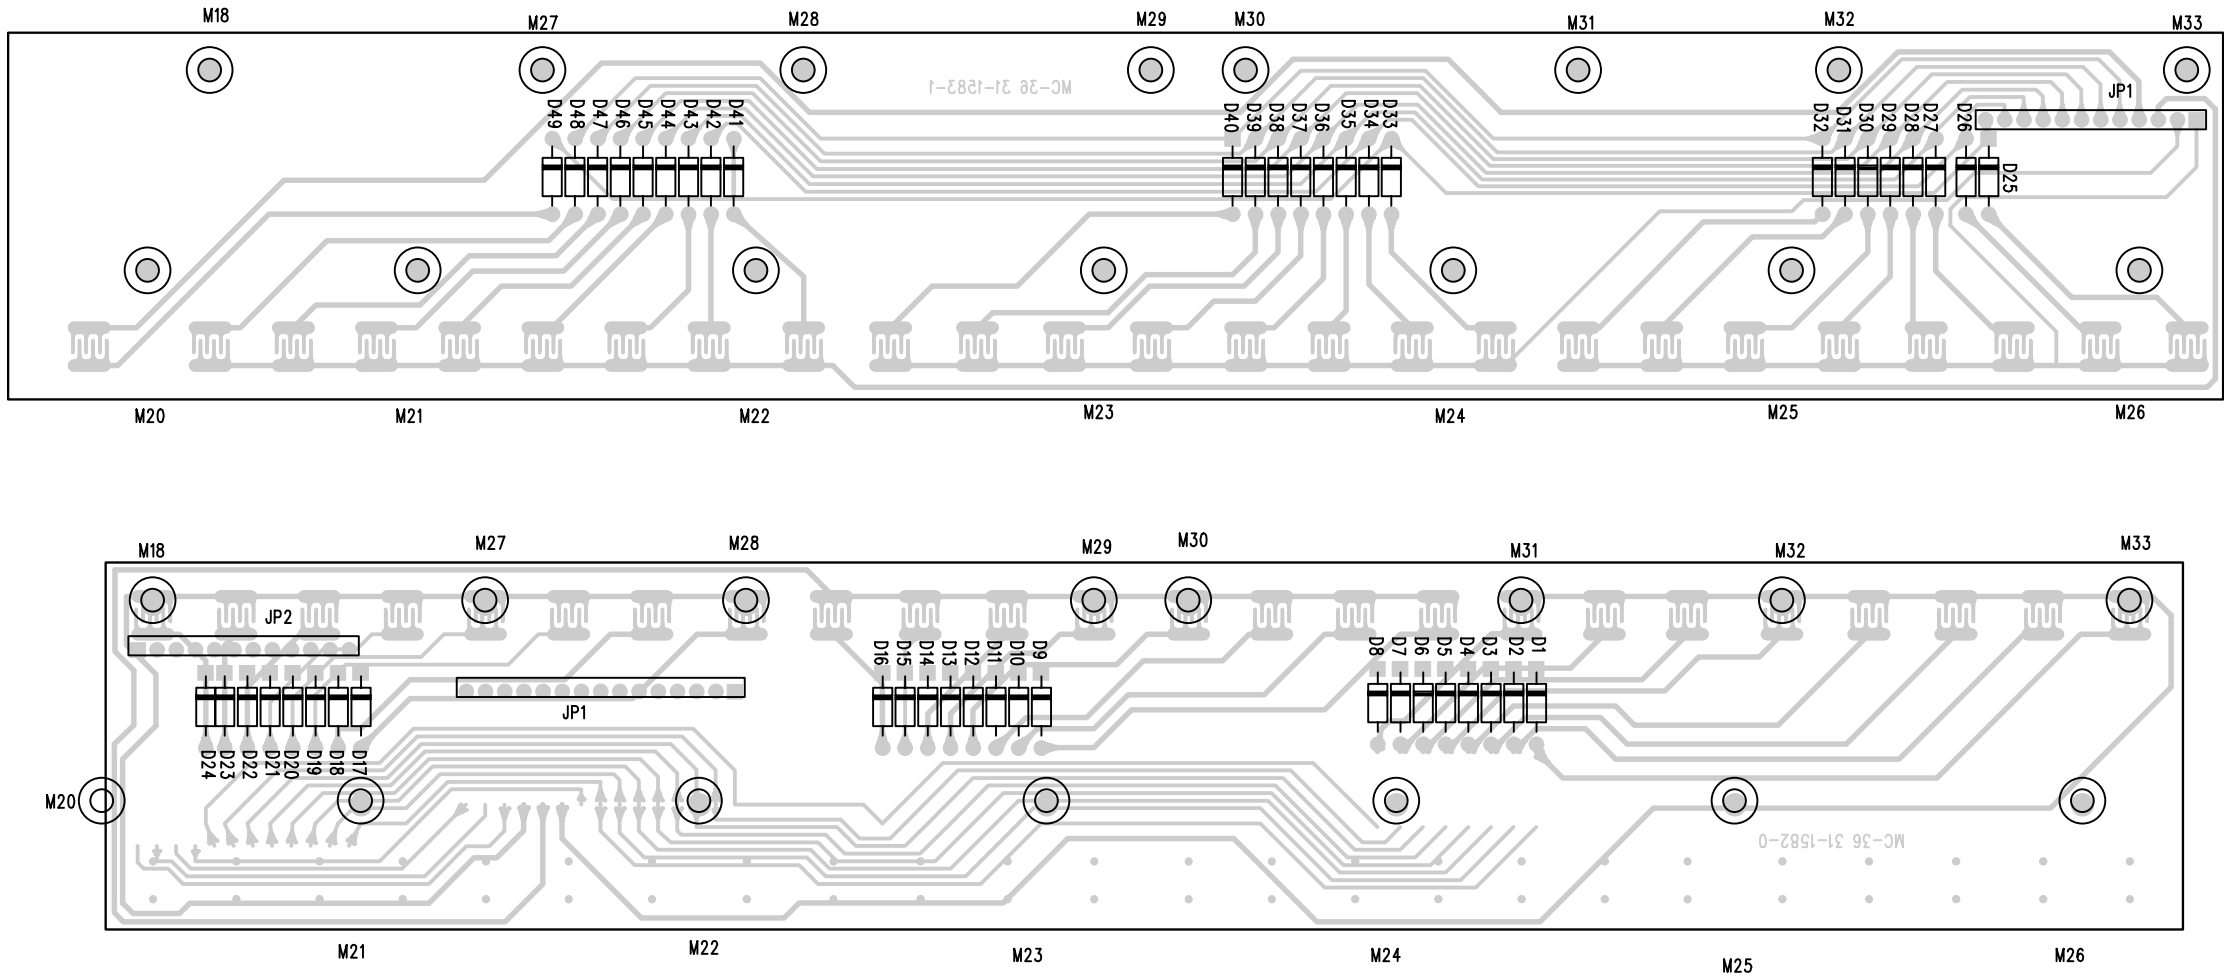 M18 M27 M28 M29 M30 M31 M32 M33
MC-36 31-1583-1
JP1
D49 D48 D47 D46 D45 D44 D43 D42 D41
D40 D39 D38 D37 D36 D35 D34 D33
D32 D31 D30 D29 D28 D27 D26
D25
M20 M21 M22 M23 M24 M25 M26
M18 M27 M28 M29 M30 M31 M32 M33
JP2
D16 D15 D14 D13 D12 D11 D10 D9
D8 D7 D6 D5 D4 D3 D2 D1
JP1
D24 D23 D22 D21 D20 D19 D18 D17
M20
MC-36 31-1582-0
M21 M22 M23 M24 M25 M26